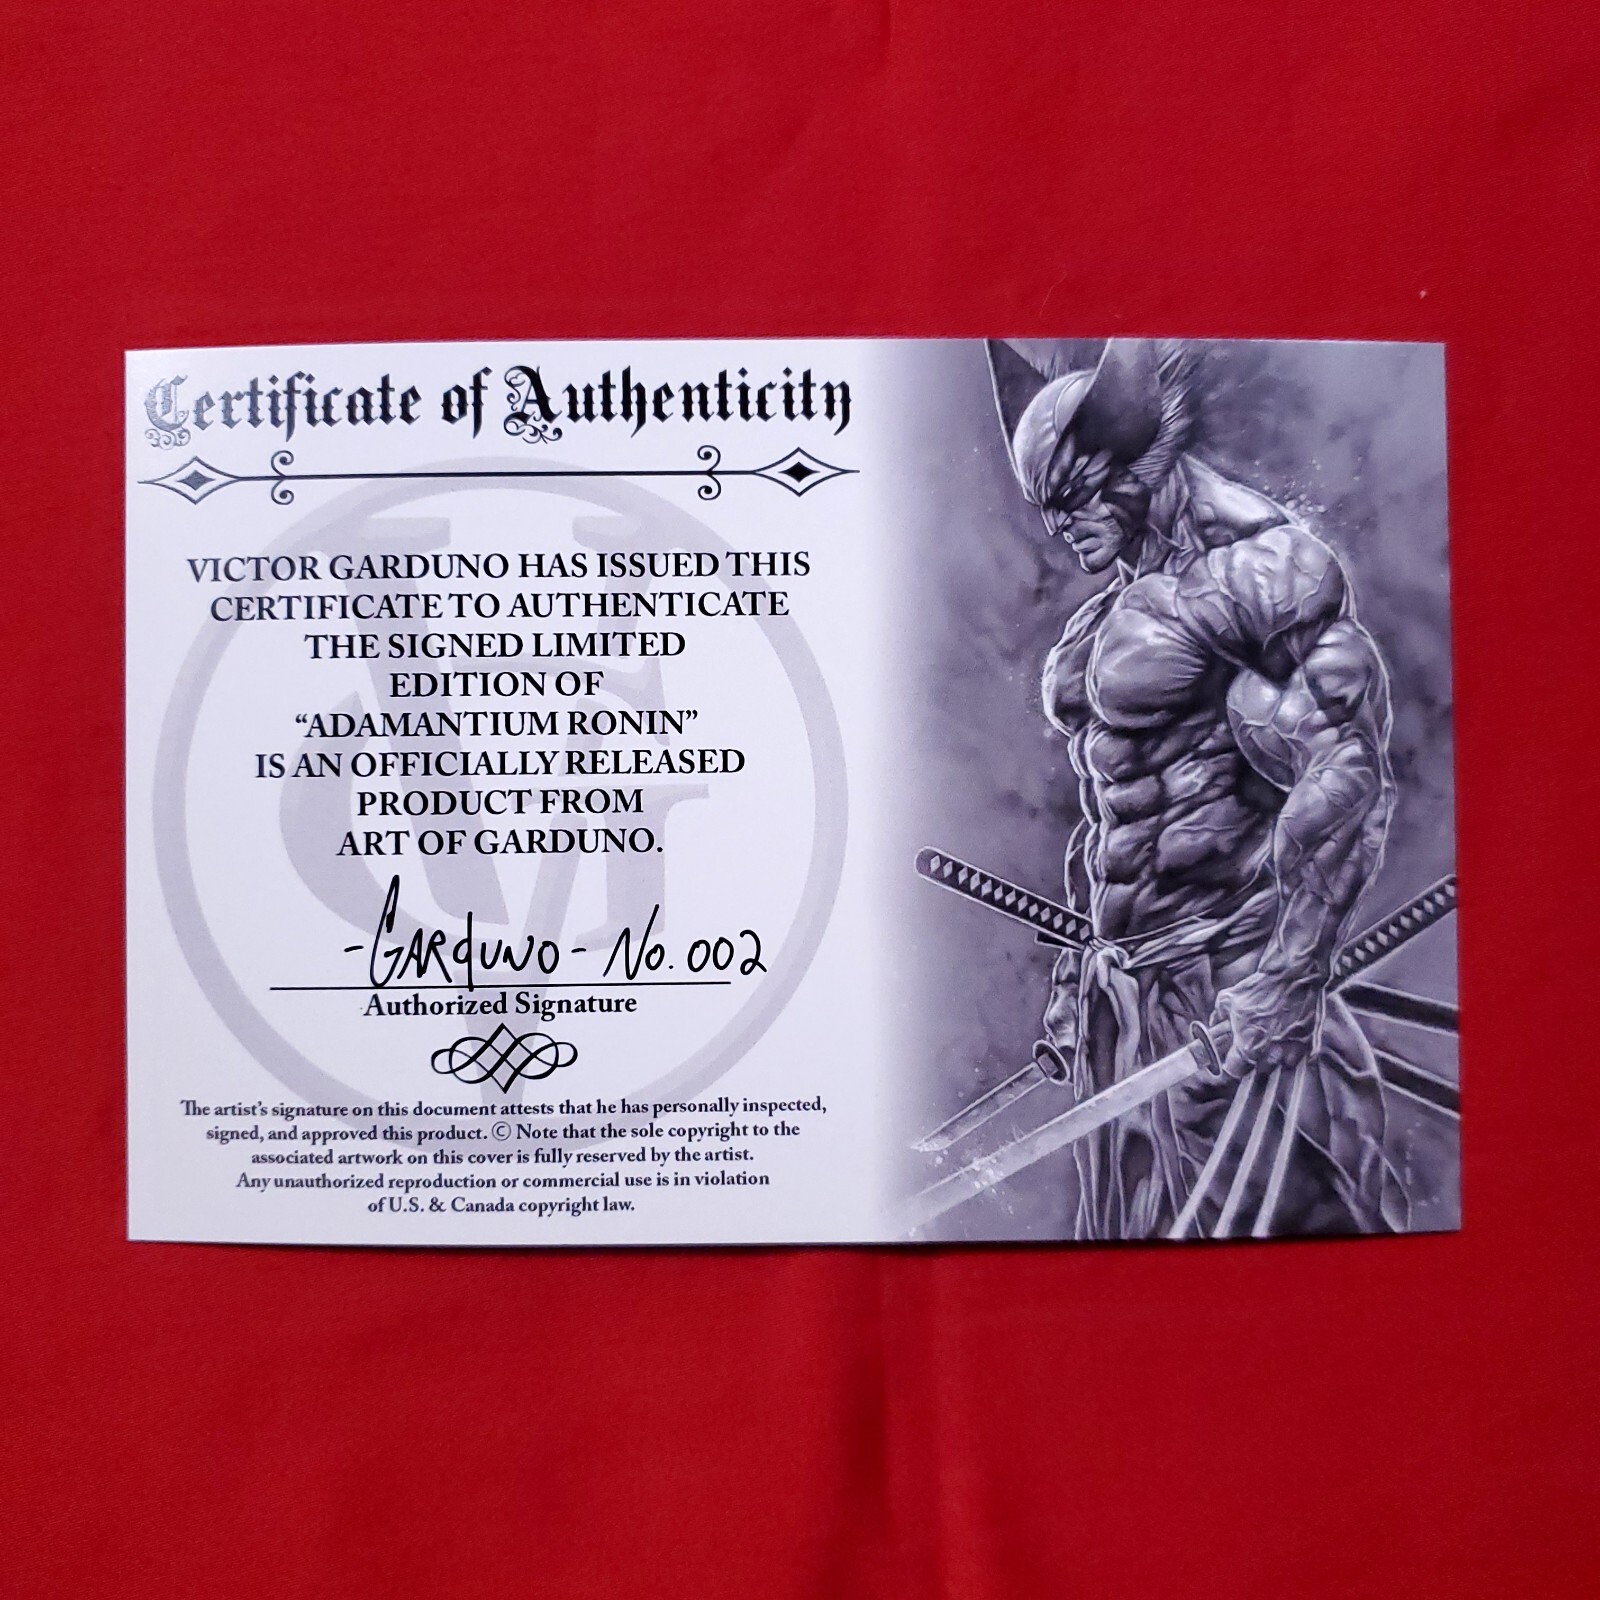 Certificate of Authenticity
VICTOR GARDUNO HAS ISSUED THIS
CERTIFICATE TO AUTHENTICATE
THE SIGNED LIMITED
EDITION OF
“ADAMANTIUM RONIN”
IS AN OFFICIALLY RELEASED
PRODUCT FROM
ART OF GARDUNO.
-GARDUNO- No. 002
Authorized Signature
The artist's signature on this document attests that he has personally inspected,
signed, and approved this product. © Note that the sole copyright to the
associated artwork on this cover is fully reserved by the artist.
Any unauthorized reproduction or commercial use is in violation
of U.S. & Canada copyright law.